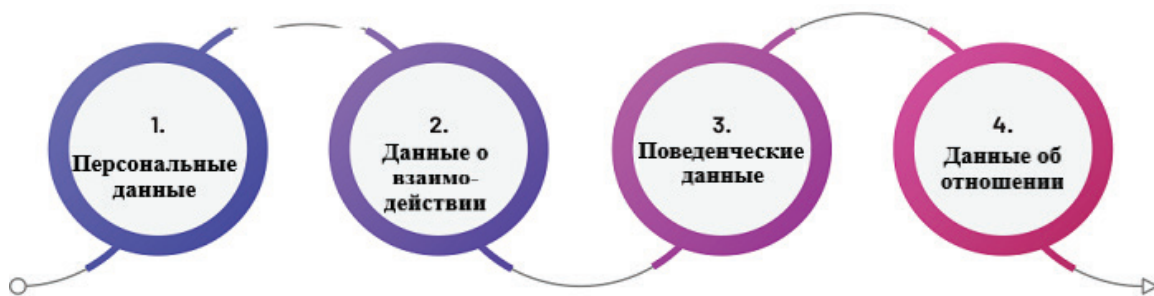 1.
Персональные
данные
2.
Данные о
взаимо-
действии
3.
Поведенческие
данные
4.
Данные об
отношении